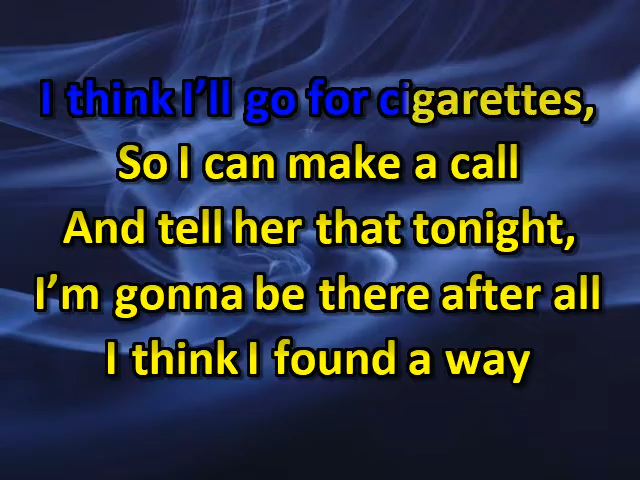 I think I'll go for cigarettes,
So I can make a call
And tell her that tonight,
I'm gonna be there after all
I think I found a way